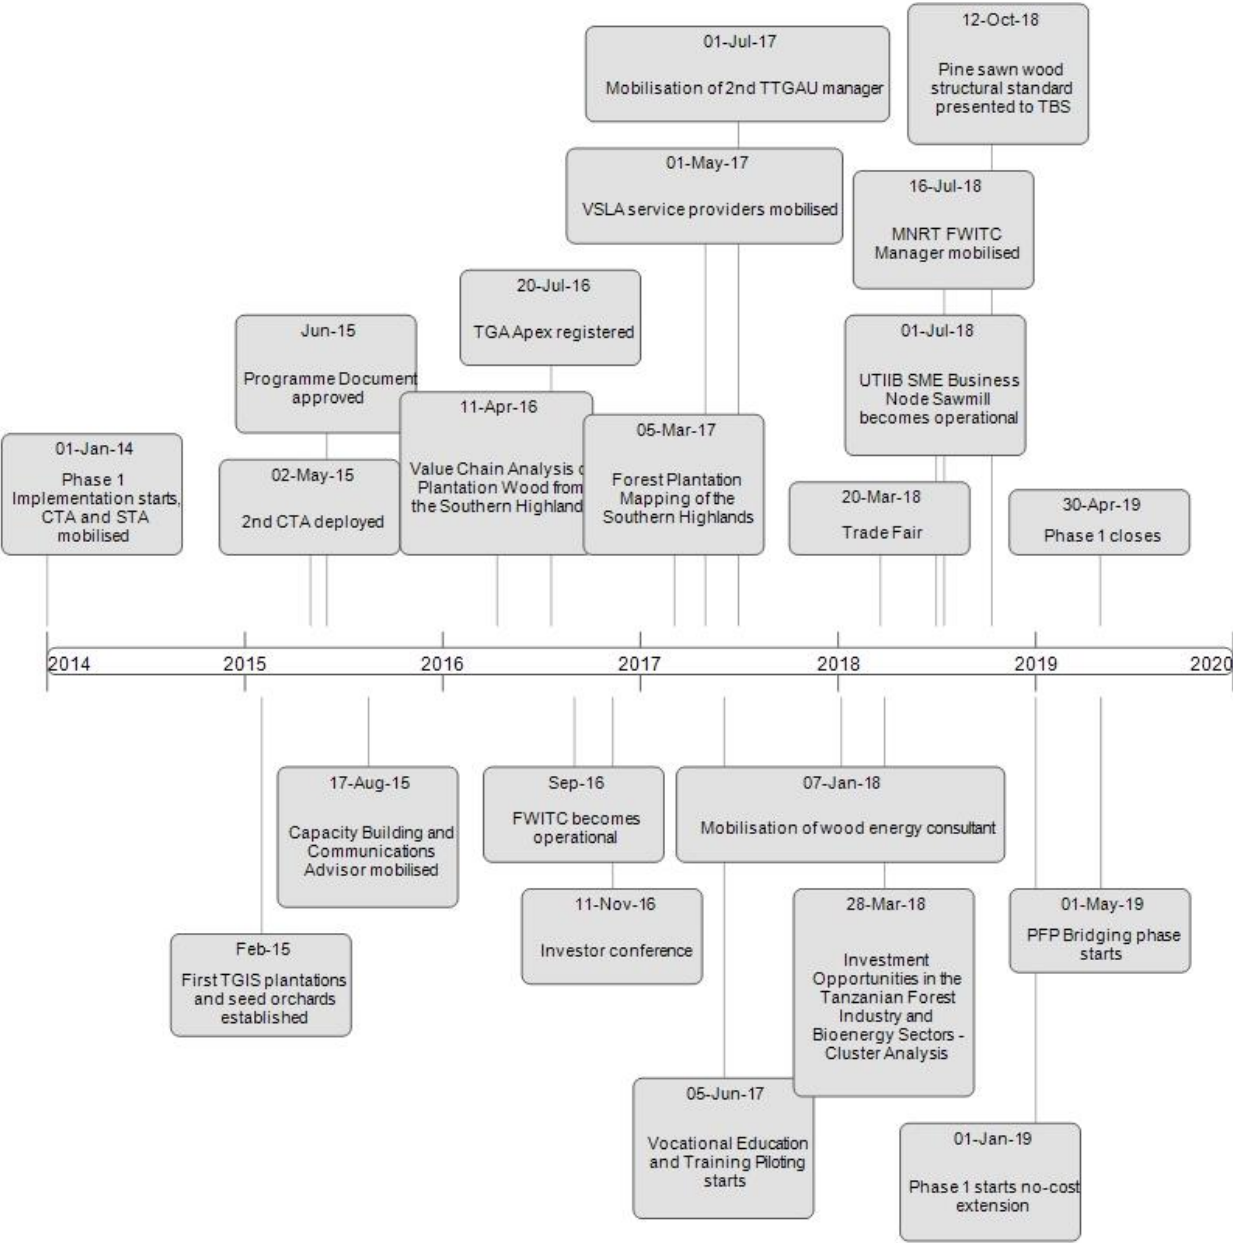 01-Jul-17
Mobilisation of 2nd TTGAU manager
12-Oct-18
Pine sawn wood
structural standard
presented to TBS
01-May-17
VSLA service providers mobilised
16-Jul-18
MNRT FWITC
Manager mobilised
20-Jul-16
TGA Apex registered
Jun-15
Programme Document
approved
01-Jul-18
UTIIB SME Business
Node Sawmill
becomes operational
11-Apr-16
Value Chain Analysis
Plantation Wood from
the Southern Highland
05-Mar-17
Forest Plantation
Mapping of the
Southern Highlands
01-Jan-14
Phase 1
Implementation starts,
CTA and STA
mobilised
02-May-15
2nd CTA deployed
20-Mar-18
Trade Fair
30-Apr-19
Phase 1 closes
2014 2015 2016 2017 2018 2019 2020
17-Aug-15
Capacity Building and
Communications
Advisor mobilised
Sep-16
FWITC becomes
operational
07-Jan-18
Mobilisation of wood energy consultant
11-Nov-16
Investor conference
28-Mar-18
Investment
Opportunities in the
Tanzanian Forest
Industry and
Bioenergy Sectors -
Cluster Analysis
01-May-19
PFP Bridging phase
starts
Feb-15
First TGIS plantations
and seed orchards
established
05-Jun-17
Vocational Education
and Training Piloting
starts
01-Jan-19
Phase 1 starts no-cost
extension